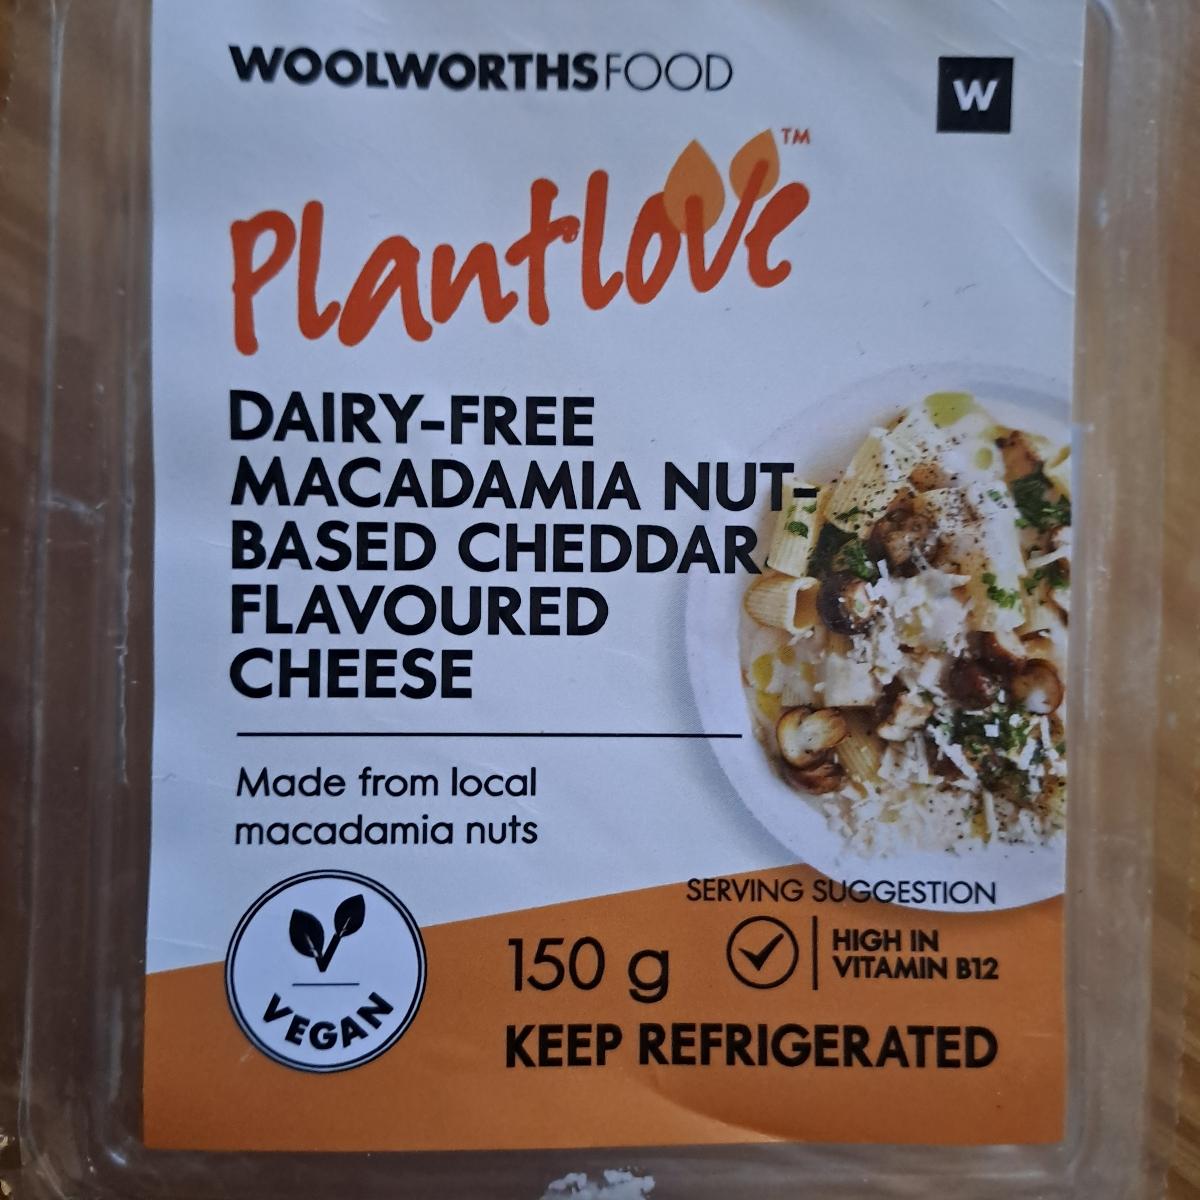 WOOLWORTHSFOOD
W
Plantlove™
DAIRY-FREE
MACADAMIA NUT-
BASED CHEDDAR
FLAVOURED
CHEESE
Made from local
macadamia nuts
SERVING SUGGESTION
VEGAN
150 g
HIGH IN
VITAMIN B12
KEEP REFRIGERATED